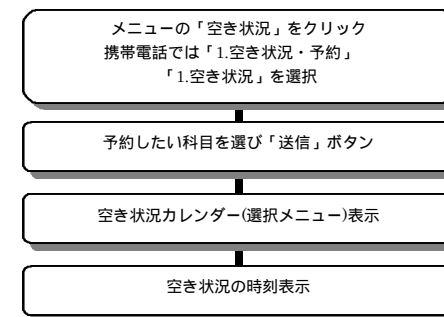 メニューの「空き状況」をクリック
携帯電話では「1.空き状況・予約」
「1.空き状況」を選択
予約したい科目を選び「送信」ボタン
空き状況カレンダー(選択メニュー)表示
空き状況の時刻表示